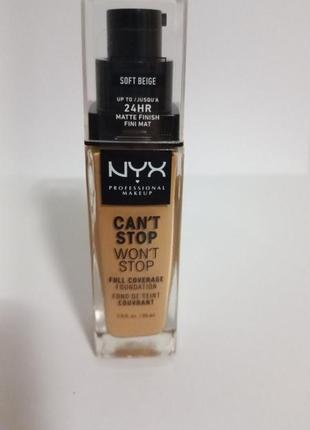 SOFT BEIGE
UP TO / JUSQU'A
24HR
MATTE FINISH
FINI MAT
NYX
PROFESSIONAL
MAKEUP
CAN'T
STOP
WON'T
STOP
FULL COVERAGE
FOUNDATION
FOND DE TEINT
COUVRANT